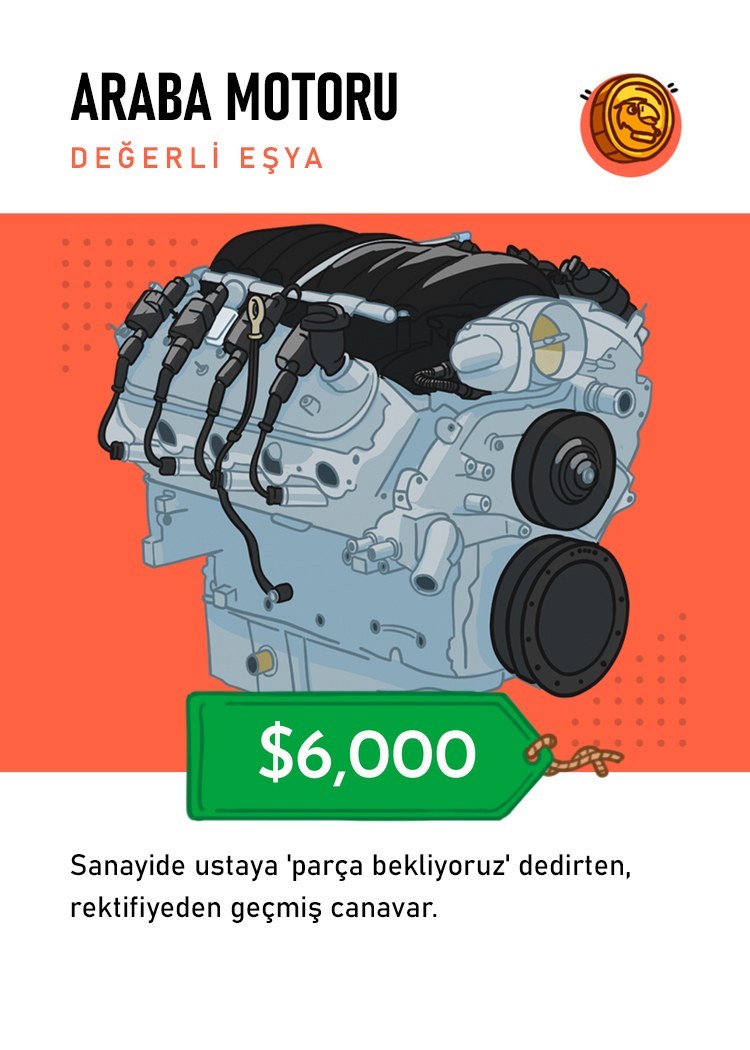 ARABA MOTORU
DEĞERLİ EŞYA
$6,000
Sanayide ustaya 'parça bekliyoruz' dedirten,
rektifiyeden geçmiş canavar.